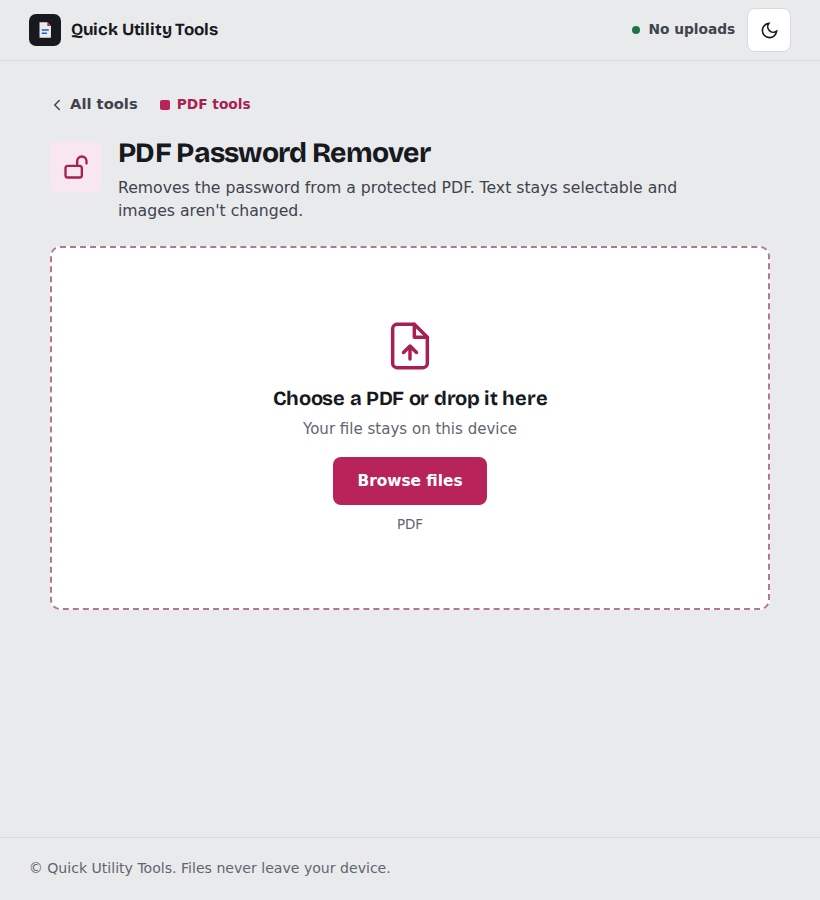 Quick Utility Tools
No uploads
All tools
PDF tools
PDF Password Remover
Removes the password from a protected PDF. Text stays selectable and
images aren't changed.
Choose a PDF or drop it here
Your file stays on this device
Browse files
PDF
© Quick Utility Tools. Files never leave your device.